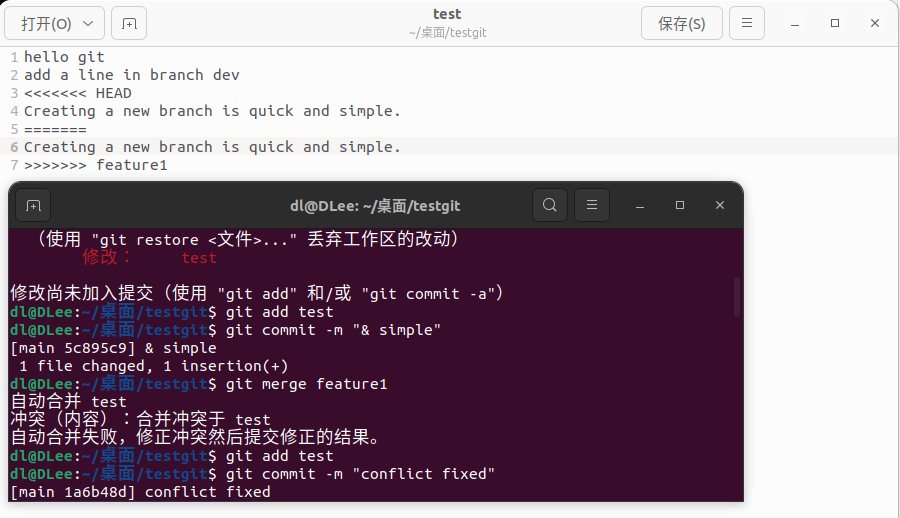 打开(O)
test
~/桌面/testgit
保存(S)
1 hello git
2 add a line in branch dev
3 <<<<<<< HEAD
4 Creating a new branch is quick and simple.
5 =======
6 Creating a new branch is quick and simple.
7 >>>>>>> feature1
dl@DLee: ~/桌面/testgit
（使用 "git restore <文件>..." 丢弃工作区的改动）
修改： test
修改尚未加入提交（使用 "git add" 和/或 "git commit -a"）
dl@DLee:~/桌面/testgit$ git add test
dl@DLee:~/桌面/testgit$ git commit -m "& simple"
[main 5c895c9] & simple
1 file changed, 1 insertion(+)
dl@DLee:~/桌面/testgit$ git merge feature1
自动合并 test
冲突（内容）：合并冲突于 test
自动合并失败，修正冲突然后提交修正的结果。
dl@DLee:~/桌面/testgit$ git add test
dl@DLee:~/桌面/testgit$ git commit -m "conflict fixed"
[main 1a6b48d] conflict fixed